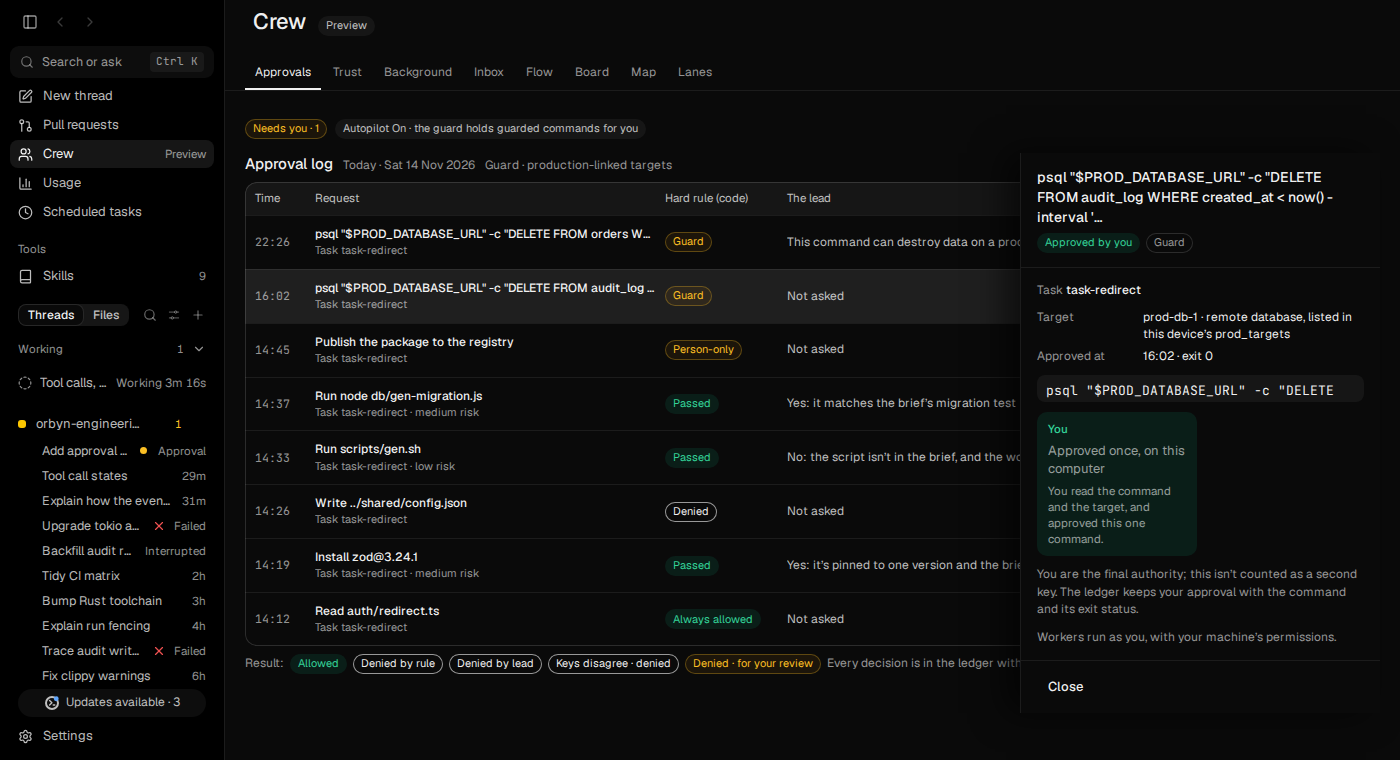 Search or ask Ctrl K
New thread
Pull requests
Crew Preview
Usage
Scheduled tasks
Tools
Skills 9
Threads Files
Working 1
Tool calls, ... Working 3m 16s
orbyn-engineeri... 1
Add approval ... Approval
Tool call states 29m
Explain how the even... 31m
Upgrade tokio a... Failed
Backfill audit r... Interrupted
Tidy CI matrix 2h
Bump Rust toolchain 3h
Explain run fencing 4h
Trace audit writ... Failed
Fix clippy warnings 6h
Updates available · 3
Settings
Crew Preview
Approvals Trust Background Inbox Flow Board Map Lanes
Needs you · 1 Autopilot On · the guard holds guarded commands for you
Approval log Today · Sat 14 Nov 2026 Guard · production-linked targets
Time Request Hard rule (code) The lead
22:26 psql "$PROD_DATABASE_URL" -c "DELETE FROM orders W... Guard This command can destroy data on a prod
Task task-redirect
16:02 psql "$PROD_DATABASE_URL" -c "DELETE FROM audit_log ... Guard Not asked
Task task-redirect
14:45 Publish the package to the registry Person-only Not asked
Task task-redirect
14:37 Run node db/gen-migration.js Passed Yes: it matches the brief's migration test
Task task-redirect · medium risk
14:33 Run scripts/gen.sh Passed No: the script isn't in the brief, and the wo
Task task-redirect · low risk
14:26 Write ../shared/config.json Denied Not asked
Task task-redirect
14:19 Install zod@3.24.1 Passed Yes: it's pinned to one version and the brie
Task task-redirect · medium risk
14:12 Read auth/redirect.ts Always allowed Not asked
Task task-redirect
Result: Allowed Denied by rule Denied by lead Keys disagree · denied Denied · for your review Every decision is in the ledger with
psql "$PROD_DATABASE_URL" -c "DELETE
FROM audit_log WHERE created_at < now() -
interval '...
Approved by you Guard
Task task-redirect
Target prod-db-1 · remote database, listed in
this device's prod_targets
Approved at 16:02 · exit 0
psql "$PROD_DATABASE_URL" -c "DELETE
You
Approved once, on this
computer
You read the command
and the target, and
approved this one
command.
You are the final authority; this isn't counted as a second
key. The ledger keeps your approval with the command
and its exit status.
Workers run as you, with your machine's permissions.
Close